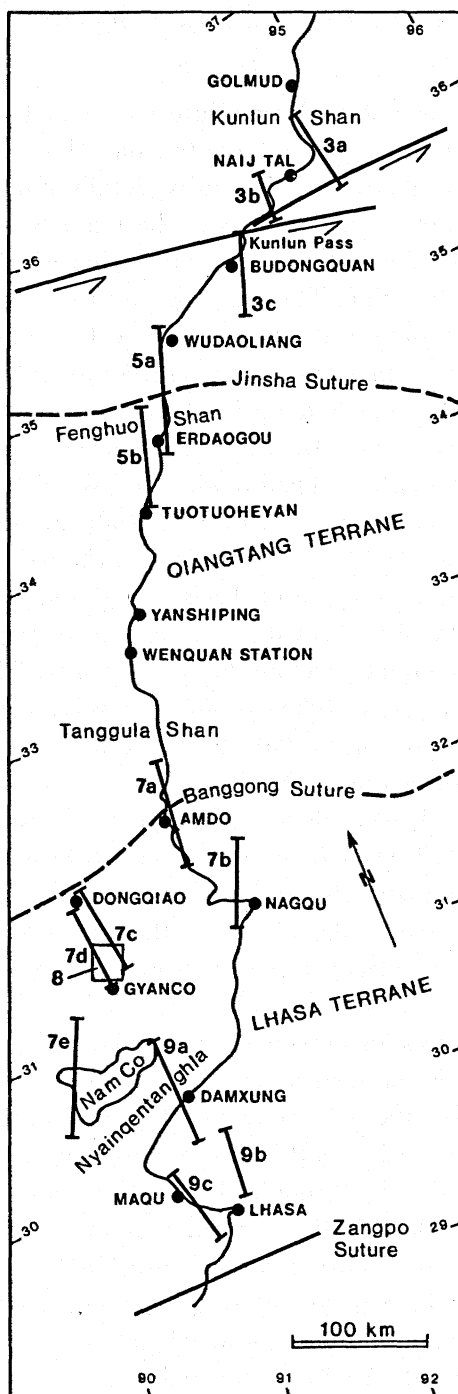 37
95
96
GOLMUD
36
Kunlun Shan
3a
NAIJ TAL
3b
Kunlun Pass
35
36
BUDONGQUAN
3c
WUDAOLIANG
5a
Jinsha Suture
34
35
Fenghuo Shan
ERDAOGOU
5b
TUOTUOHEYAN
QIANGTANG TERRANE
33
34
YANSHIPING
WENQUAN STATION
Tanggula Shan
32
33
7a
Banggong Suture
AMDO
7b
N
DONGQIAO
NAGQU
31
32
7c
7d
8
GYANCO
LHASA TERRANE
7e
9a
30
31
Nam Co
Nyainqentanghla
DAMXUNG
9b
9c
MAQU
LHASA
30
29
Zangpo
Suture
100 km
90
91
92